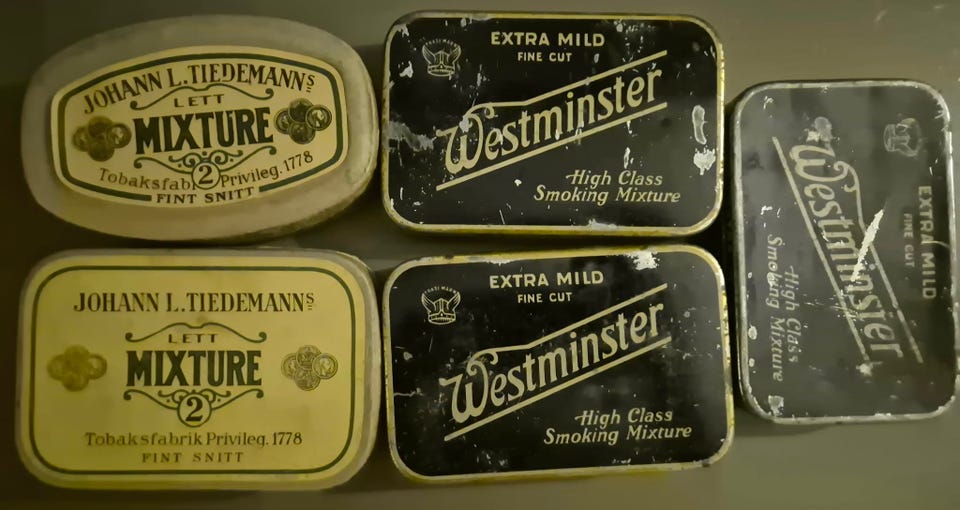 JOHANN L. TIEDEMANNS
LETT
MIXTURE
2
Tobaksfab. Privileg. 1778
FINT SNITT
EXTRA MILD
FINE CUT
Westminster
High Class
Smoking Mixture
JOHANN L. TIEDEMANNS
LETT
MIXTURE
2
Tobaksfabrik Privileg. 1778
FINT SNITT
EXTRA MILD
FINE CUT
Westminster
High Class
Smoking Mixture
EXTRA MILD
FINE CUT
Westminster
High Class
Smoking Mixture